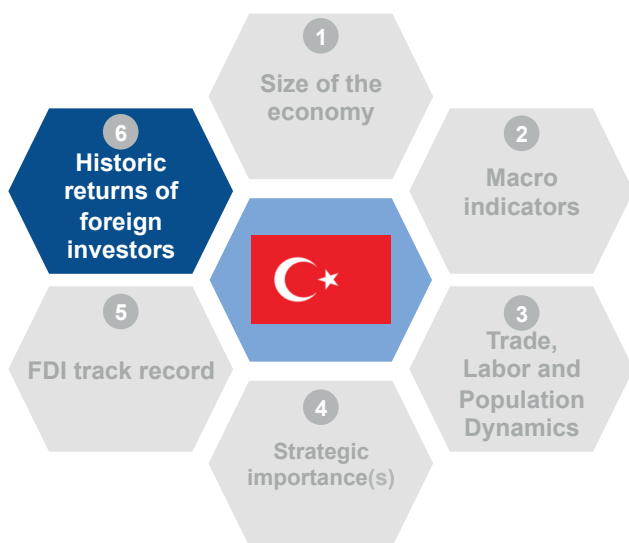 1
Size of the
economy
2
Macro
indicators
3
Trade,
Labor and
Population
Dynamics
4
Strategic
importance(s)
5
FDI track record
6
Historic
returns of
foreign
investors